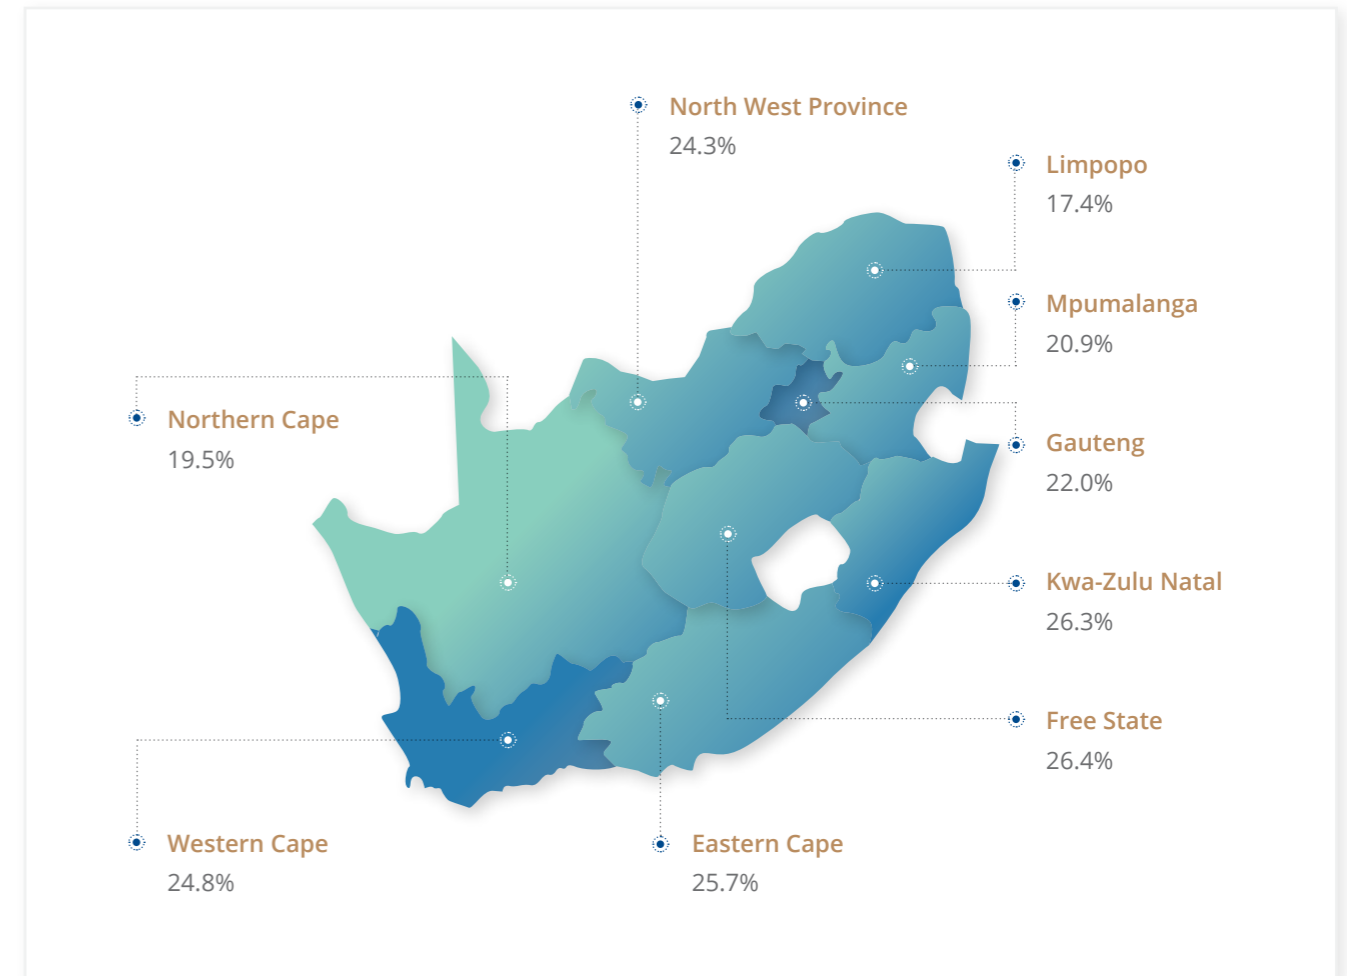 North West Province
24.3%
Limpopo
17.4%
Mpumalanga
20.9%
Northern Cape
19.5%
Gauteng
22.0%
Kwa-Zulu Natal
26.3%
Free State
26.4%
Western Cape
24.8%
Eastern Cape
25.7%